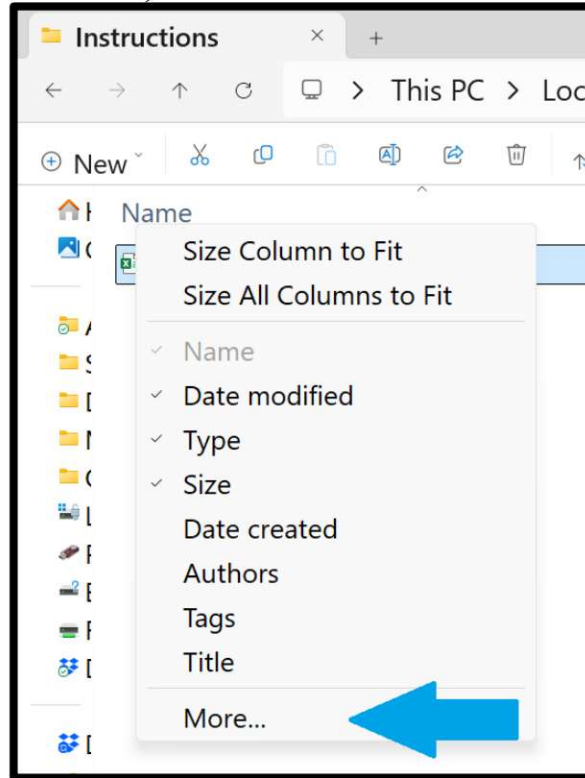 Instructions
This PC > Loc
New
Name
Size Column to Fit
Size All Columns to Fit
Name
Date modified
Type
Size
Date created
Authors
Tags
Title
More...